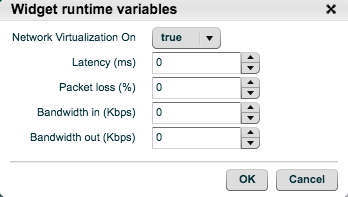 Widget runtime variables
Network Virtualization On true
Latency (ms) 0
Packet loss (%) 0
Bandwidth in (Kbps) 0
Bandwidth out (Kbps) 0
OK Cancel